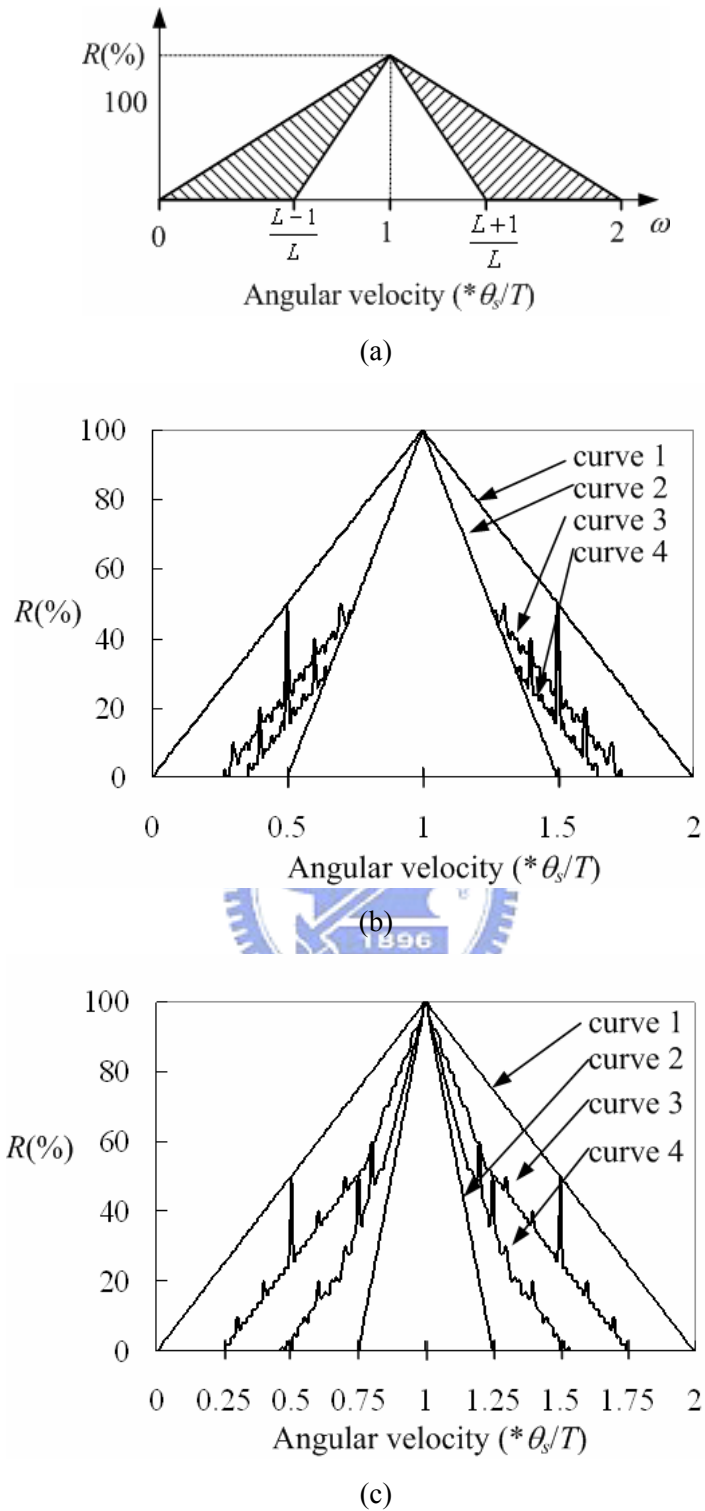 R(%)
100
0
L−1
L
1
L+1
L
2
ω
Angular velocity (*θs/T)
(a)
100
80
60
R(%)
40
20
0
curve 1
curve 2
curve 3
curve 4
0 0.5 1 1.5 2
Angular velocity (*θs/T)
(b)
1896
100
80
60
R(%)
40
20
0
curve 1
curve 2
curve 3
curve 4
0 0.25 0.5 0.75 1 1.25 1.5 1.75 2
Angular velocity (*θs/T)
(c)